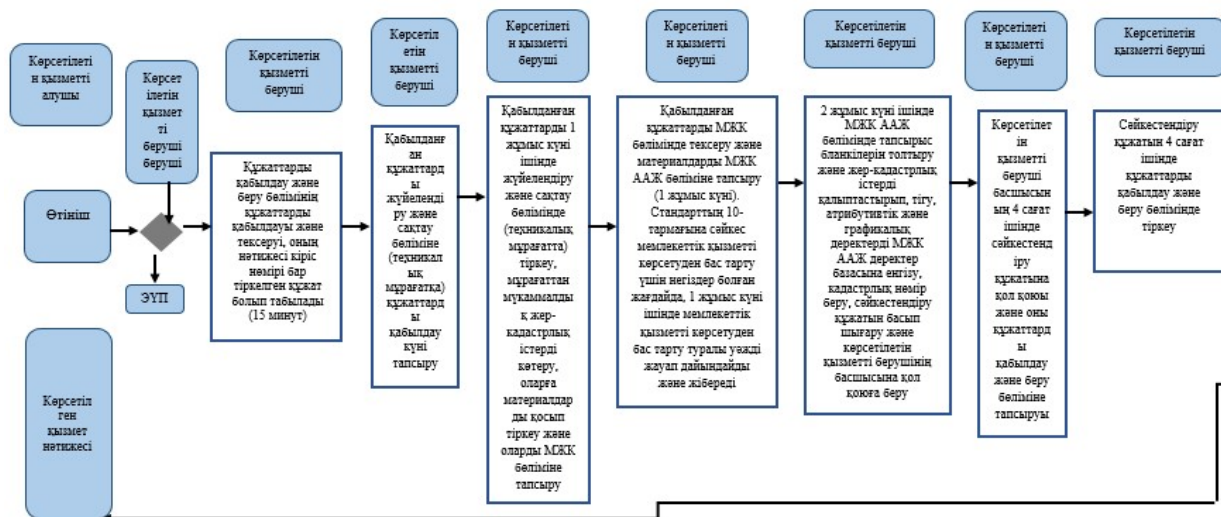 Көрсетілеті
н қызметті
алушы
Көрсет
ілетін
қызмет
ті
беруші
беруші
Көрсетілетін
қызметті
беруші
Көрсетіл
етін
қызметті
беруші
Көрсетілеті
н қызметті
беруші
Көрсетілетін
қызметті
беруші
Көрсетілетін
қызметті беруші
Көрсетілеті
н қызметті
беруші
Көрсетілетін
қызметті беруші
Өтініш
ЭҮП
Құжаттарды
қабылдау және
беру бөлімінің
құжаттарды
қабылдауы және
тексеруі, оның
нәтижесі кіріс
нөмірі бар
тіркелген құжат
болып табылады
(15 минут)
Қабылданғ
ан
құжаттард
ы
жүйеленді
ру және
сақтау
бөліміне
(техникал
ық
мұрағатқа)
құжаттард
ы
қабылдау
күні
тапсыру
Қабылданған
құжаттарды 1
жұмыс күні
ішінде
жүйелендіру
және сақтау
бөлімінде
(техникалық
мұрағатта)
тіркеу,
мұрағаттан
мүкаммалды
қ жер-
кадастрлық
істерді
көтеру,
оларға
материалдар
ды қосып
тіркеу және
оларды МЖК
бөліміне
тапсыру
Қабылданған
құжаттарды МЖК
бөлімінде тексеру және
материалдарды МЖК
ААЖ бөліміне тапсыру
(1 жұмыс күні).
Стандарттың 10-
тармағына сәйкес
мемлекеттік қызметті
көрсетуден бас тарту
үшін негіздер болған
жағдайда, 1 жұмыс күні
ішінде мемлекеттік
қызметті көрсетуден
бас тарту туралы уәжді
жауап дайындайды
және жібереді
2 жұмыс күні ішінде
МЖК ААЖ
бөлімінде тапсырыс
бланкілерін толтыру
және жер-кадастрлық
істерді
қалыптастырып, тігу,
атрибутивтік және
графикалық
деректерді МЖК
ААЖ деректер
базасына енгізу,
кадастрлық нөмір
беру, сәйкестендіру
құжатын басып
шығару және
көрсетілетін
қызметті берушінің
басшысына қол
қоюға беру
Көрсетілет
ін
қызметті
беруші
басшысын
ың 4 сағат
ішінде
сәйкестенд
іру
құжатына
қол қоюы
және оны
құжаттард
ы
қабылдау
және беру
бөліміне
тапсыруы
Сәйкестендіру
құжатын 4 сағат
ішінде
құжаттарды
қабылдау және
беру бөлімінде
тіркеу
Көрсетіл
ген
қызмет
нәтижесі